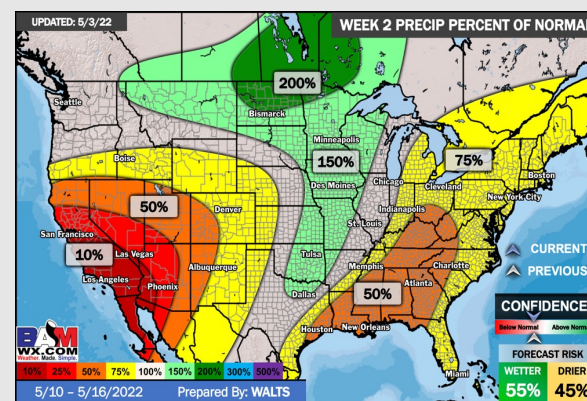 UPDATED: 5/3/22
WEEK 2 PRECIP PERCENT OF NORMAL
200%
Seattle
Bismarck
Minneapolis
150%
75%
Boise
Boston
Des Moines
Chicago
Cleveland
New York City
50%
Denver
Indianapolis
San Francisco
St. Louis
CURRENT
10%
Las Vegas
Tulsa
Memphis
Charlotte
PREVIOUS
Los Angeles
Albuquerque
Atlanta
Phoenix
Dallas
50%
CONFIDENCE
Houston
New Orleans
Below Normal
Above Norm
BAM
WX.COM
Weather. Made. Simple.
FORECAST RISK
Miami
WETTER
DRIER
10% 25% 50% 75% 100% 150% 200% 300% 500%
55%
45%
5/10 – 5/16/2022
Prepared By: WALTS